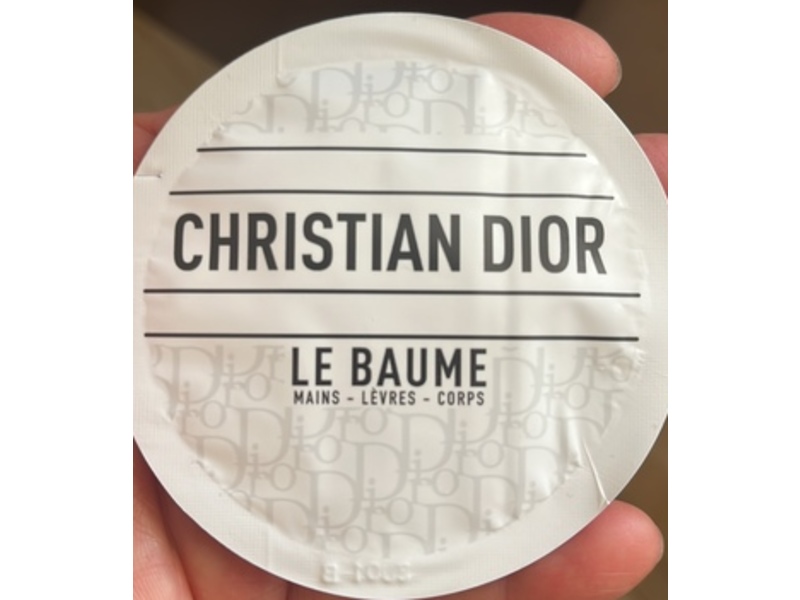 CHRISTIAN DIOR
LE BAUME
MAINS - LÈVRES - CORPS